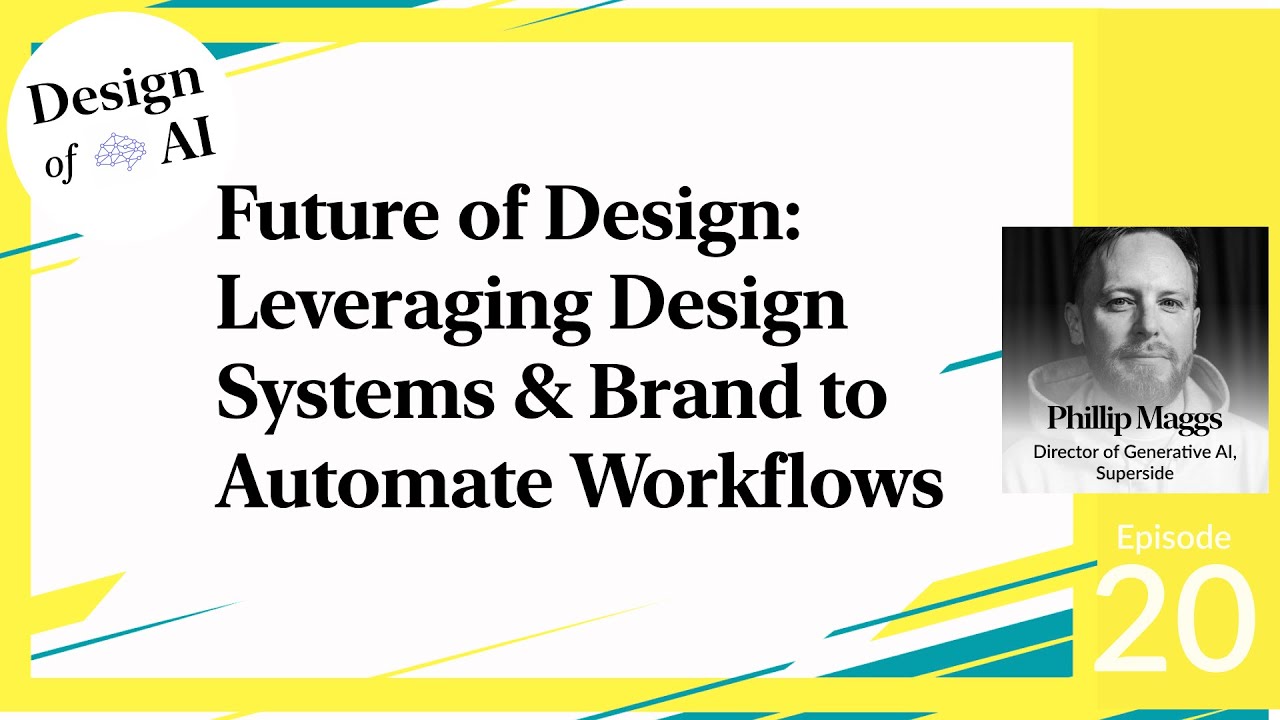 Design
of AI
Future of Design:
Leveraging Design
Systems & Brand to
Automate Workflows
Phillip Maggs
Director of Generative AI,
Superside
Episode
20